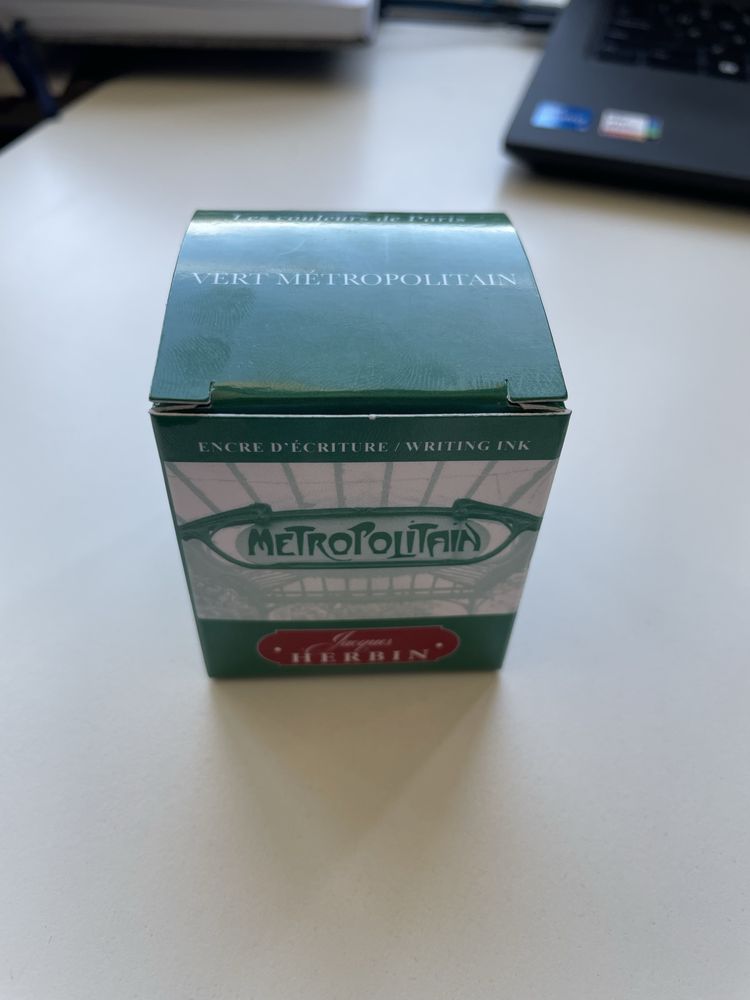 Les couleurs de Paris
VERT MÉTROPOLITAIN
ENCRE D'ÉCRITURE / WRITING INK
METROPOLITAIN
Jacques
HERBIN